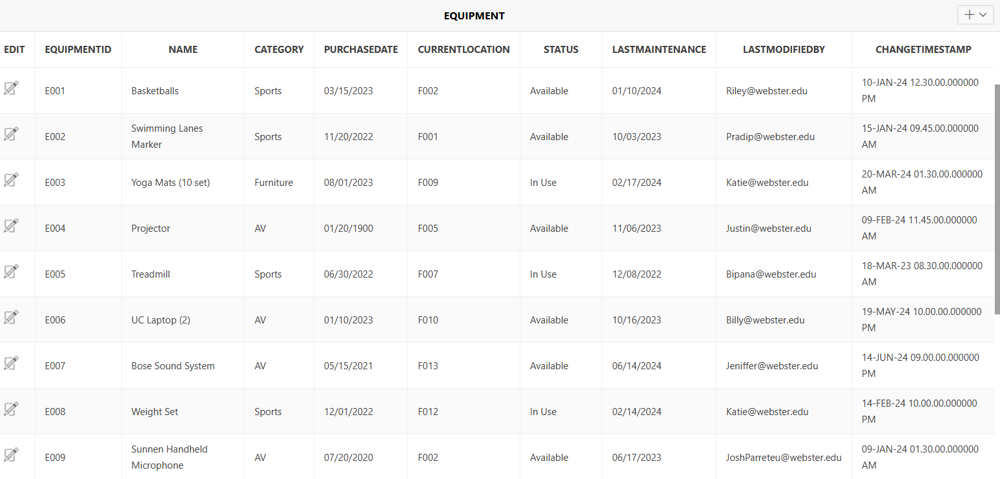 EQUIPMENT
EDIT EQUIPMENTID NAME CATEGORY PURCHASEDATE CURRENTLOCATION STATUS LASTMAINTENANCE LASTMODIFIEDBY CHANGETIMESTAMP
E001 Basketballs Sports 03/15/2023 F002 Available 01/10/2024 Riley@webster.edu 10-JAN-24 12.30.00.000000
PM
E002 Swimming Lanes Marker Sports 11/20/2022 F001 Available 10/03/2023 Pradip@webster.edu 15-JAN-24 09.45.00.000000
AM
E003 Yoga Mats (10 set) Furniture 08/01/2023 F009 In Use 02/17/2024 Katie@webster.edu 20-MAR-24 01.30.00.000000
AM
E004 Projector AV 01/20/1900 F005 Available 11/06/2023 Justin@webster.edu 09-FEB-24 11.45.00.000000
AM
E005 Treadmill Sports 06/30/2022 F007 In Use 12/08/2022 Bipana@webster.edu 18-MAR-23 08.30.00.000000
AM
E006 UC Laptop (2) AV 01/10/2023 F010 Available 10/16/2023 Billy@webster.edu 19-MAY-24 10.00.00.000000
PM
E007 Bose Sound System AV 05/15/2021 F013 Available 06/14/2024 Jeniffer@webster.edu 14-JUN-24 09.00.00.000000
PM
E008 Weight Set Sports 12/01/2022 F012 In Use 02/14/2024 Katie@webster.edu 14-FEB-24 10.00.00.000000
PM
E009 Sunnen Handheld Microphone AV 07/20/2020 F002 Available 06/17/2023 JoshParreteu@webster.edu 09-JAN-24 01.30.00.000000
AM